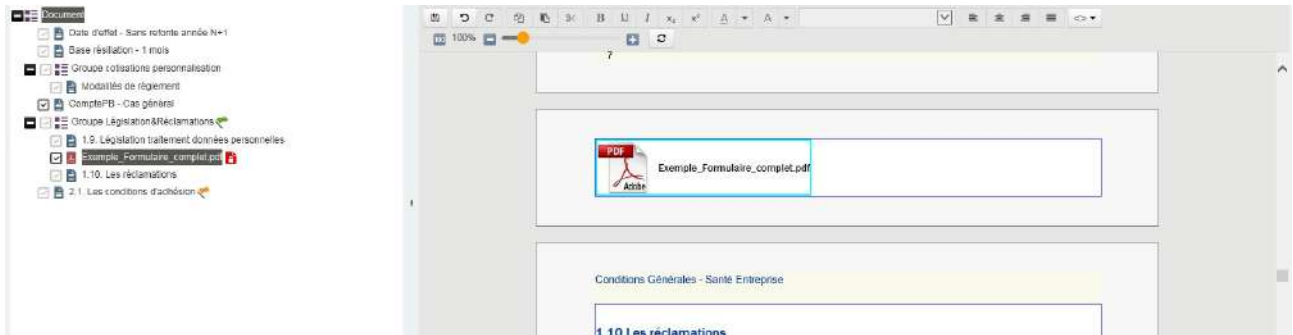 Document
Date d'effet - Sans refonte année N+1
Base résiliation - 1 mois
Groupe cotisations personnalisation
Modalités de règlement
ComptePB - Cas général
Groupe Législation&Réclamations
1.9. Législation traitement données personnelles
Exemple_Formulaire_complet.pdf
1.10. Les réclamations
2.1. Les conditions d'adhésion
B U I x₂ x² A A
100%
7
PDF
Adobe
Exemple_Formulaire_complet.pdf
Conditions Générales - Santé Entreprise
1.10 Les réclamations